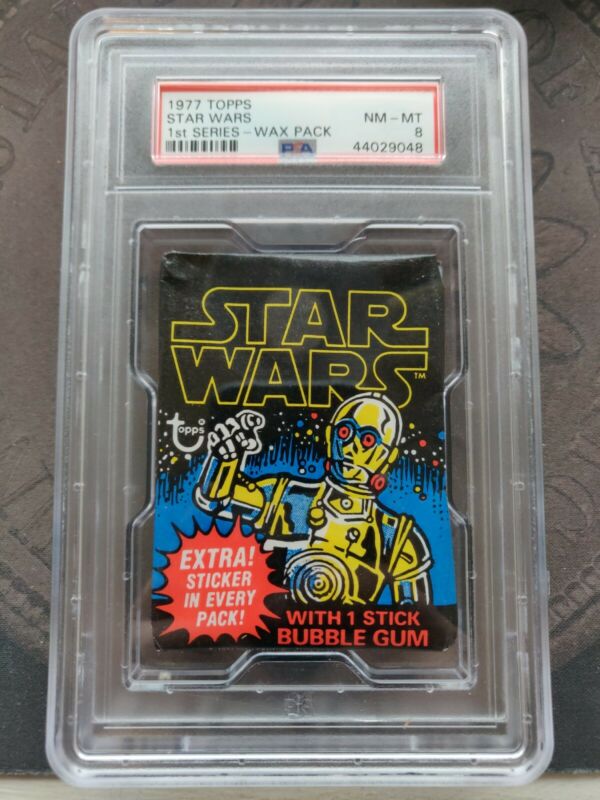 1977 TOPPS
STAR WARS NM - MT
1st SERIES - WAX PACK 8
PSA 44029048
STAR
WARS™
topps®
EXTRA!
STICKER
IN EVERY
PACK!
WITH 1 STICK
BUBBLE GUM